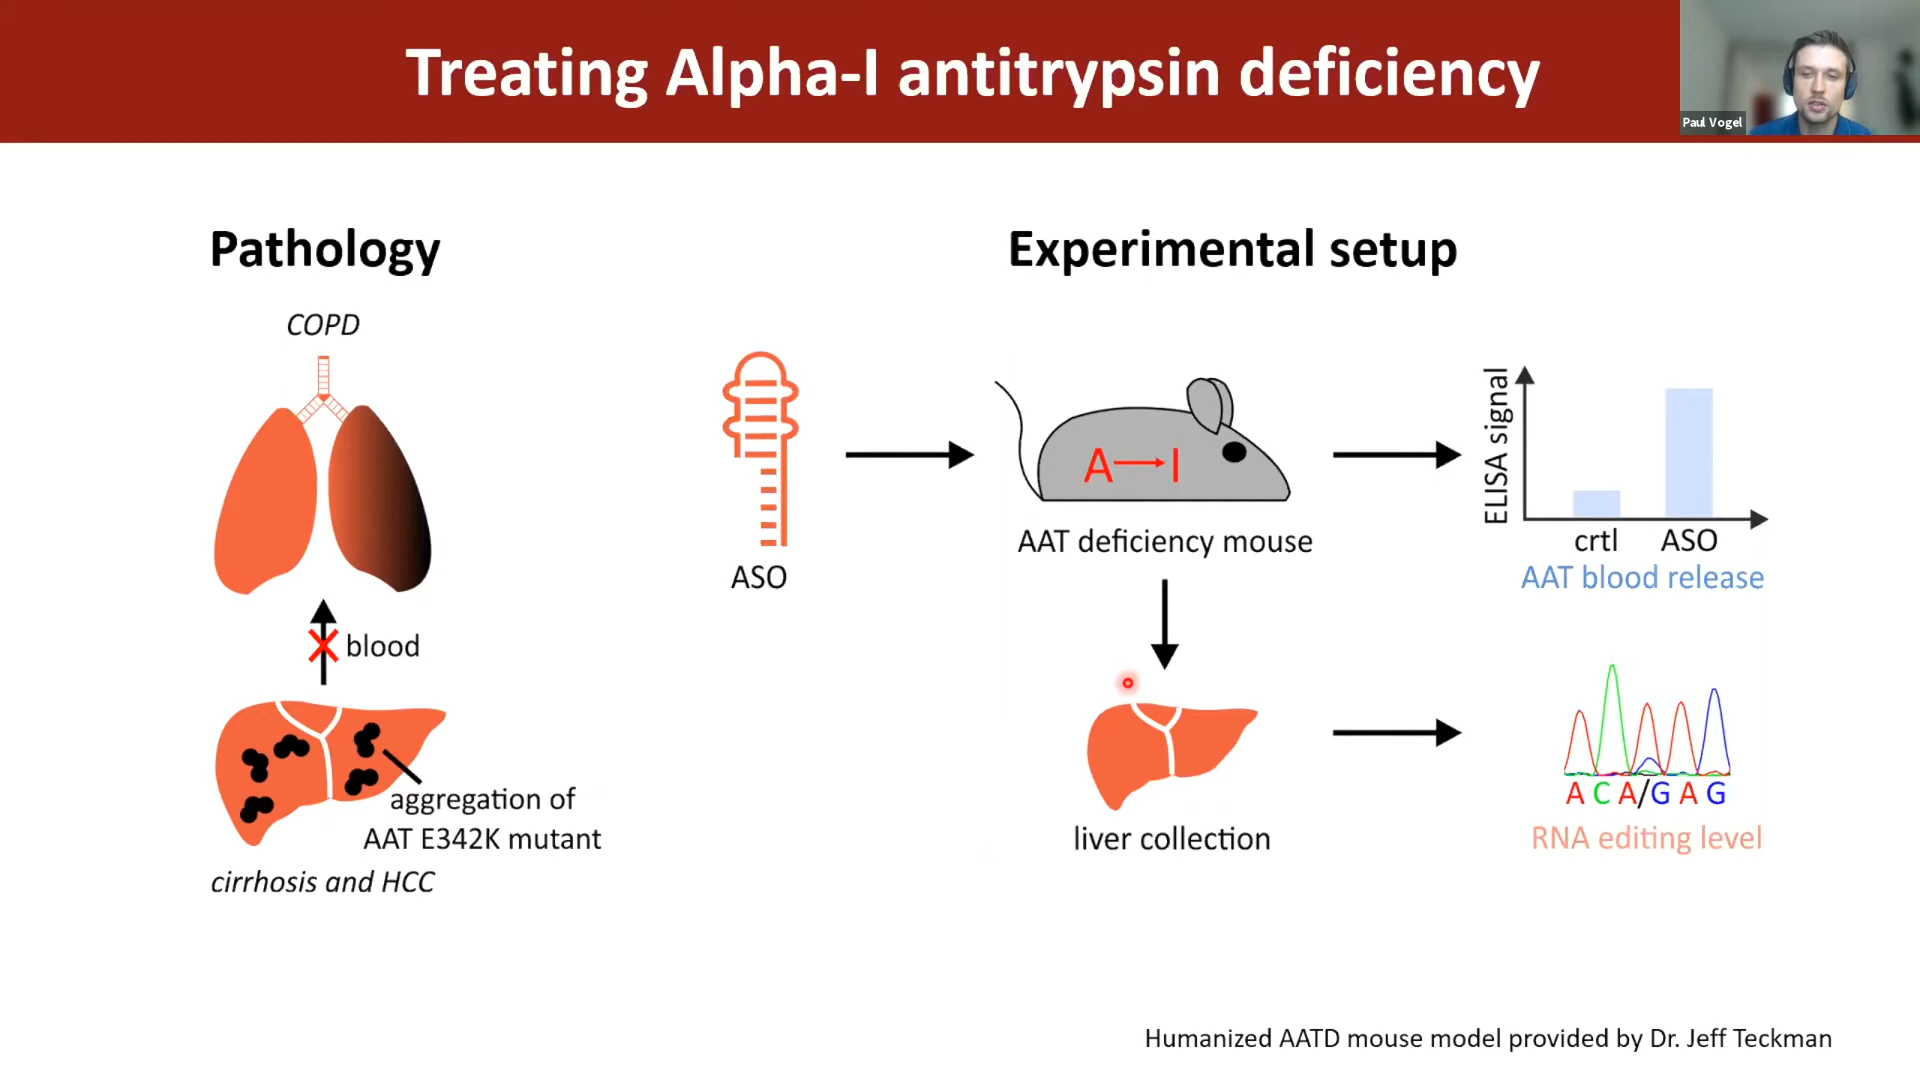 Treating Alpha-I antitrypsin deficiency
Paul Vogel
Pathology
COPD
blood
aggregation of
AAT E342K mutant
cirrhosis and HCC
Experimental setup
ASO
A I
AAT deficiency mouse
ELISA signal
crtl ASO
AAT blood release
liver collection
A C A/G A G
RNA editing level
Humanized AATD mouse model provided by Dr. Jeff Teckman